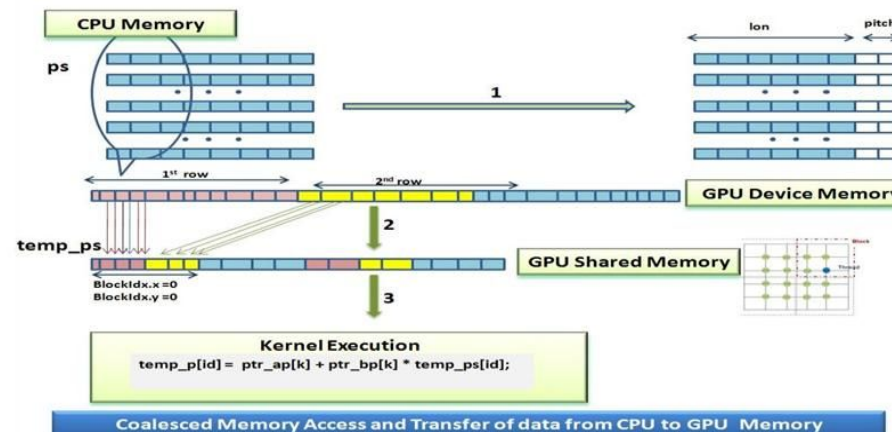 CPU Memory
lon
pitch
ps
1
1st row
2nd row
GPU Device Memory
2
temp_ps
GPU Shared Memory
Block
Thread
BlockIdx.x =0
BlockIdx.y =0
3
Kernel Execution
temp_p[id] = ptr_ap[k] + ptr_bp[k] * temp_ps[id];
Coalesced Memory Access and Transfer of data from CPU to GPU Memory